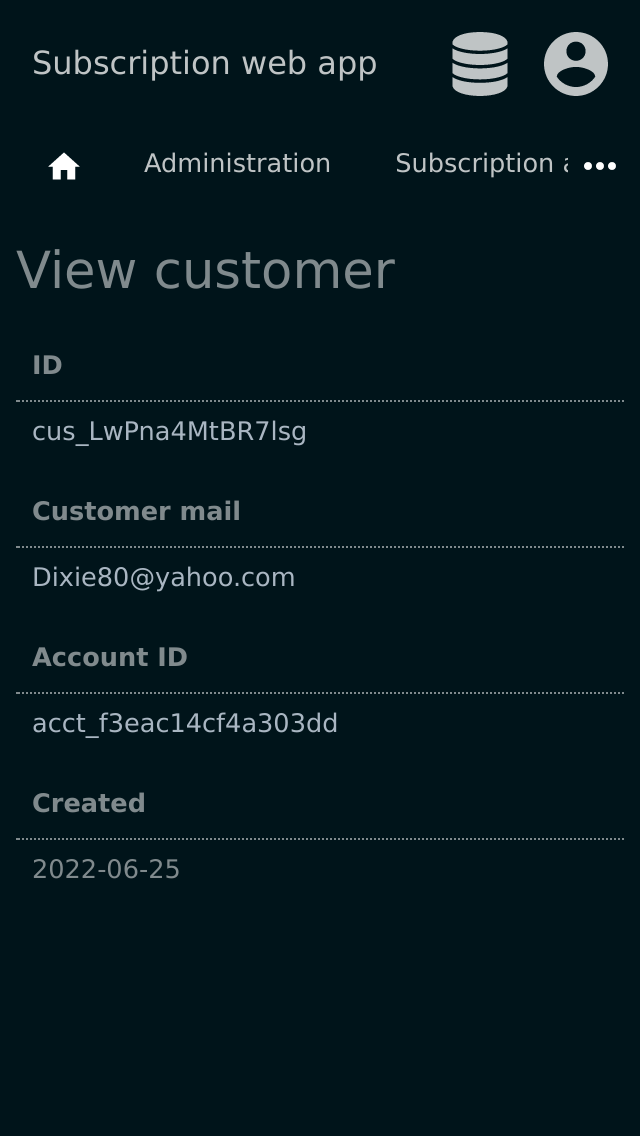 Subscription web app
Administration Subscription
View customer
ID
cus_LwPna4MtBR7lsg
Customer mail
Dixie80@yahoo.com
Account ID
acct_f3eac14cf4a303dd
Created
2022-06-25